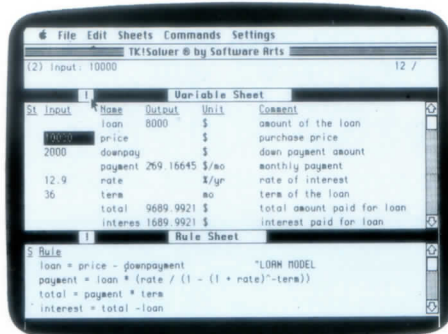 File Edit Sheets Commands Settings
TK!Solver ® by Software Arts
(2) Input: 10000 12 /
! Variable Sheet
St Input Name Output Unit Comment
loan 8000 $ amount of the loan
10000 price $ purchase price
2000 downpay $ down payment amount
payment 269.16645 $/mo monthly payment
12.9 rate %/yr rate of interest
36 term mo term of the loan
total 9689.9921 $ total amount paid for loan
interes 1689.9921 $ interest paid for loan
! Rule Sheet
S Rule
loan = price - downpayment "LOAN MODEL
payment = loan * (rate / (1 - (1 + rate)^-term))
total = payment * term
interest = total -loan